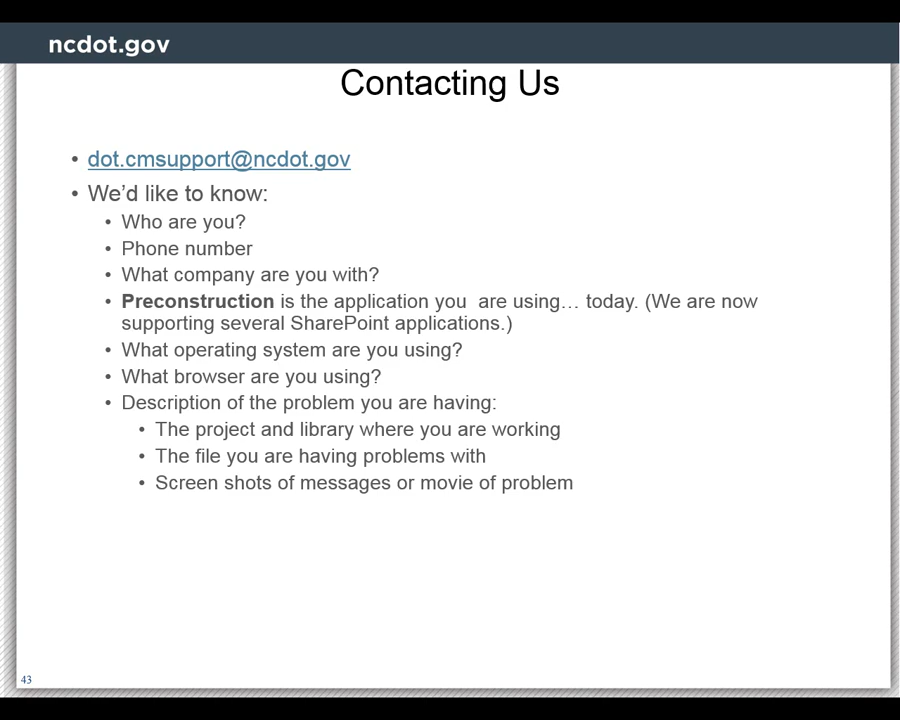 ncdot.gov
Contacting Us
• dot.cmsupport@ncdot.gov
• We'd like to know:
• Who are you?
• Phone number
• What company are you with?
• Preconstruction is the application you  are using… today. (We are now
supporting several SharePoint applications.)
• What operating system are you using?
• What browser are you using?
• Description of the problem you are having:
• The project and library where you are working
• The file you are having problems with
• Screen shots of messages or movie of problem
43